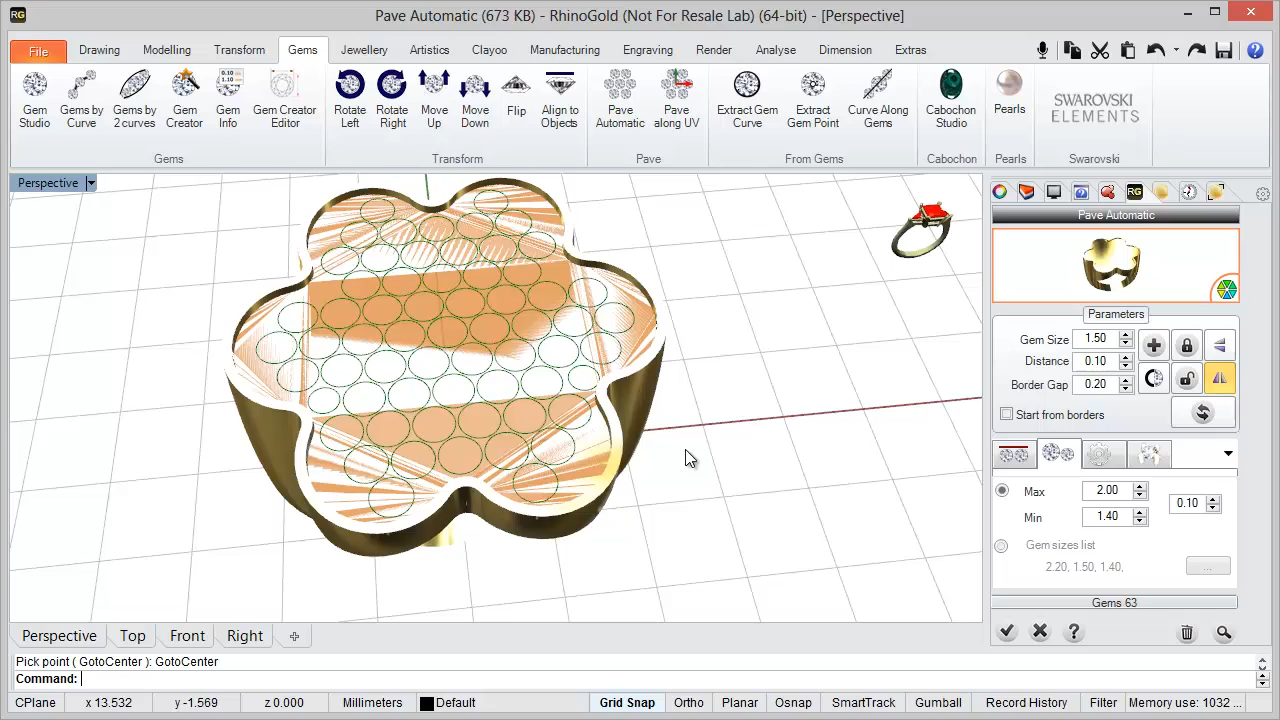 RG
Pave Automatic (673 KB) - RhinoGold (Not For Resale Lab) (64-bit) - [Perspective]
File Drawing Modelling Transform Gems Jewellery Artistics Clayoo Manufacturing Engraving Render Analyse Dimension Extras
Gem Studio
Gems by Curve
Gems by 2 curves
Gem Creator
0.10
1.10
Gem Info
Gem Creator Editor
Rotate Left
Rotate Right
Move Up
Move Down
Flip
Align to Objects
Pave Automatic
Pave along UV
Extract Gem Curve
Extract Gem Point
Curve Along Gems
Cabochon Studio
Pearls
SWAROVSKI
ELEMENTS
Gems Transform Pave From Gems Cabochon Pearls Swarovski
Perspective
RG
Pave Automatic
Parameters
Gem Size 1.50
Distance 0.10
Border Gap 0.20
Start from borders
Max 2.00
0.10
Min 1.40
Gem sizes list
2.20, 1.50, 1.40,
...
Gems 63
Perspective Top Front Right
Pick point ( GotoCenter ): GotoCenter
Command:
CPlane x 13.532 y -1.569 z 0.000 Millimeters Default Grid Snap Ortho Planar Osnap SmartTrack Gumball Record History Filter Memory use: 1032 ...